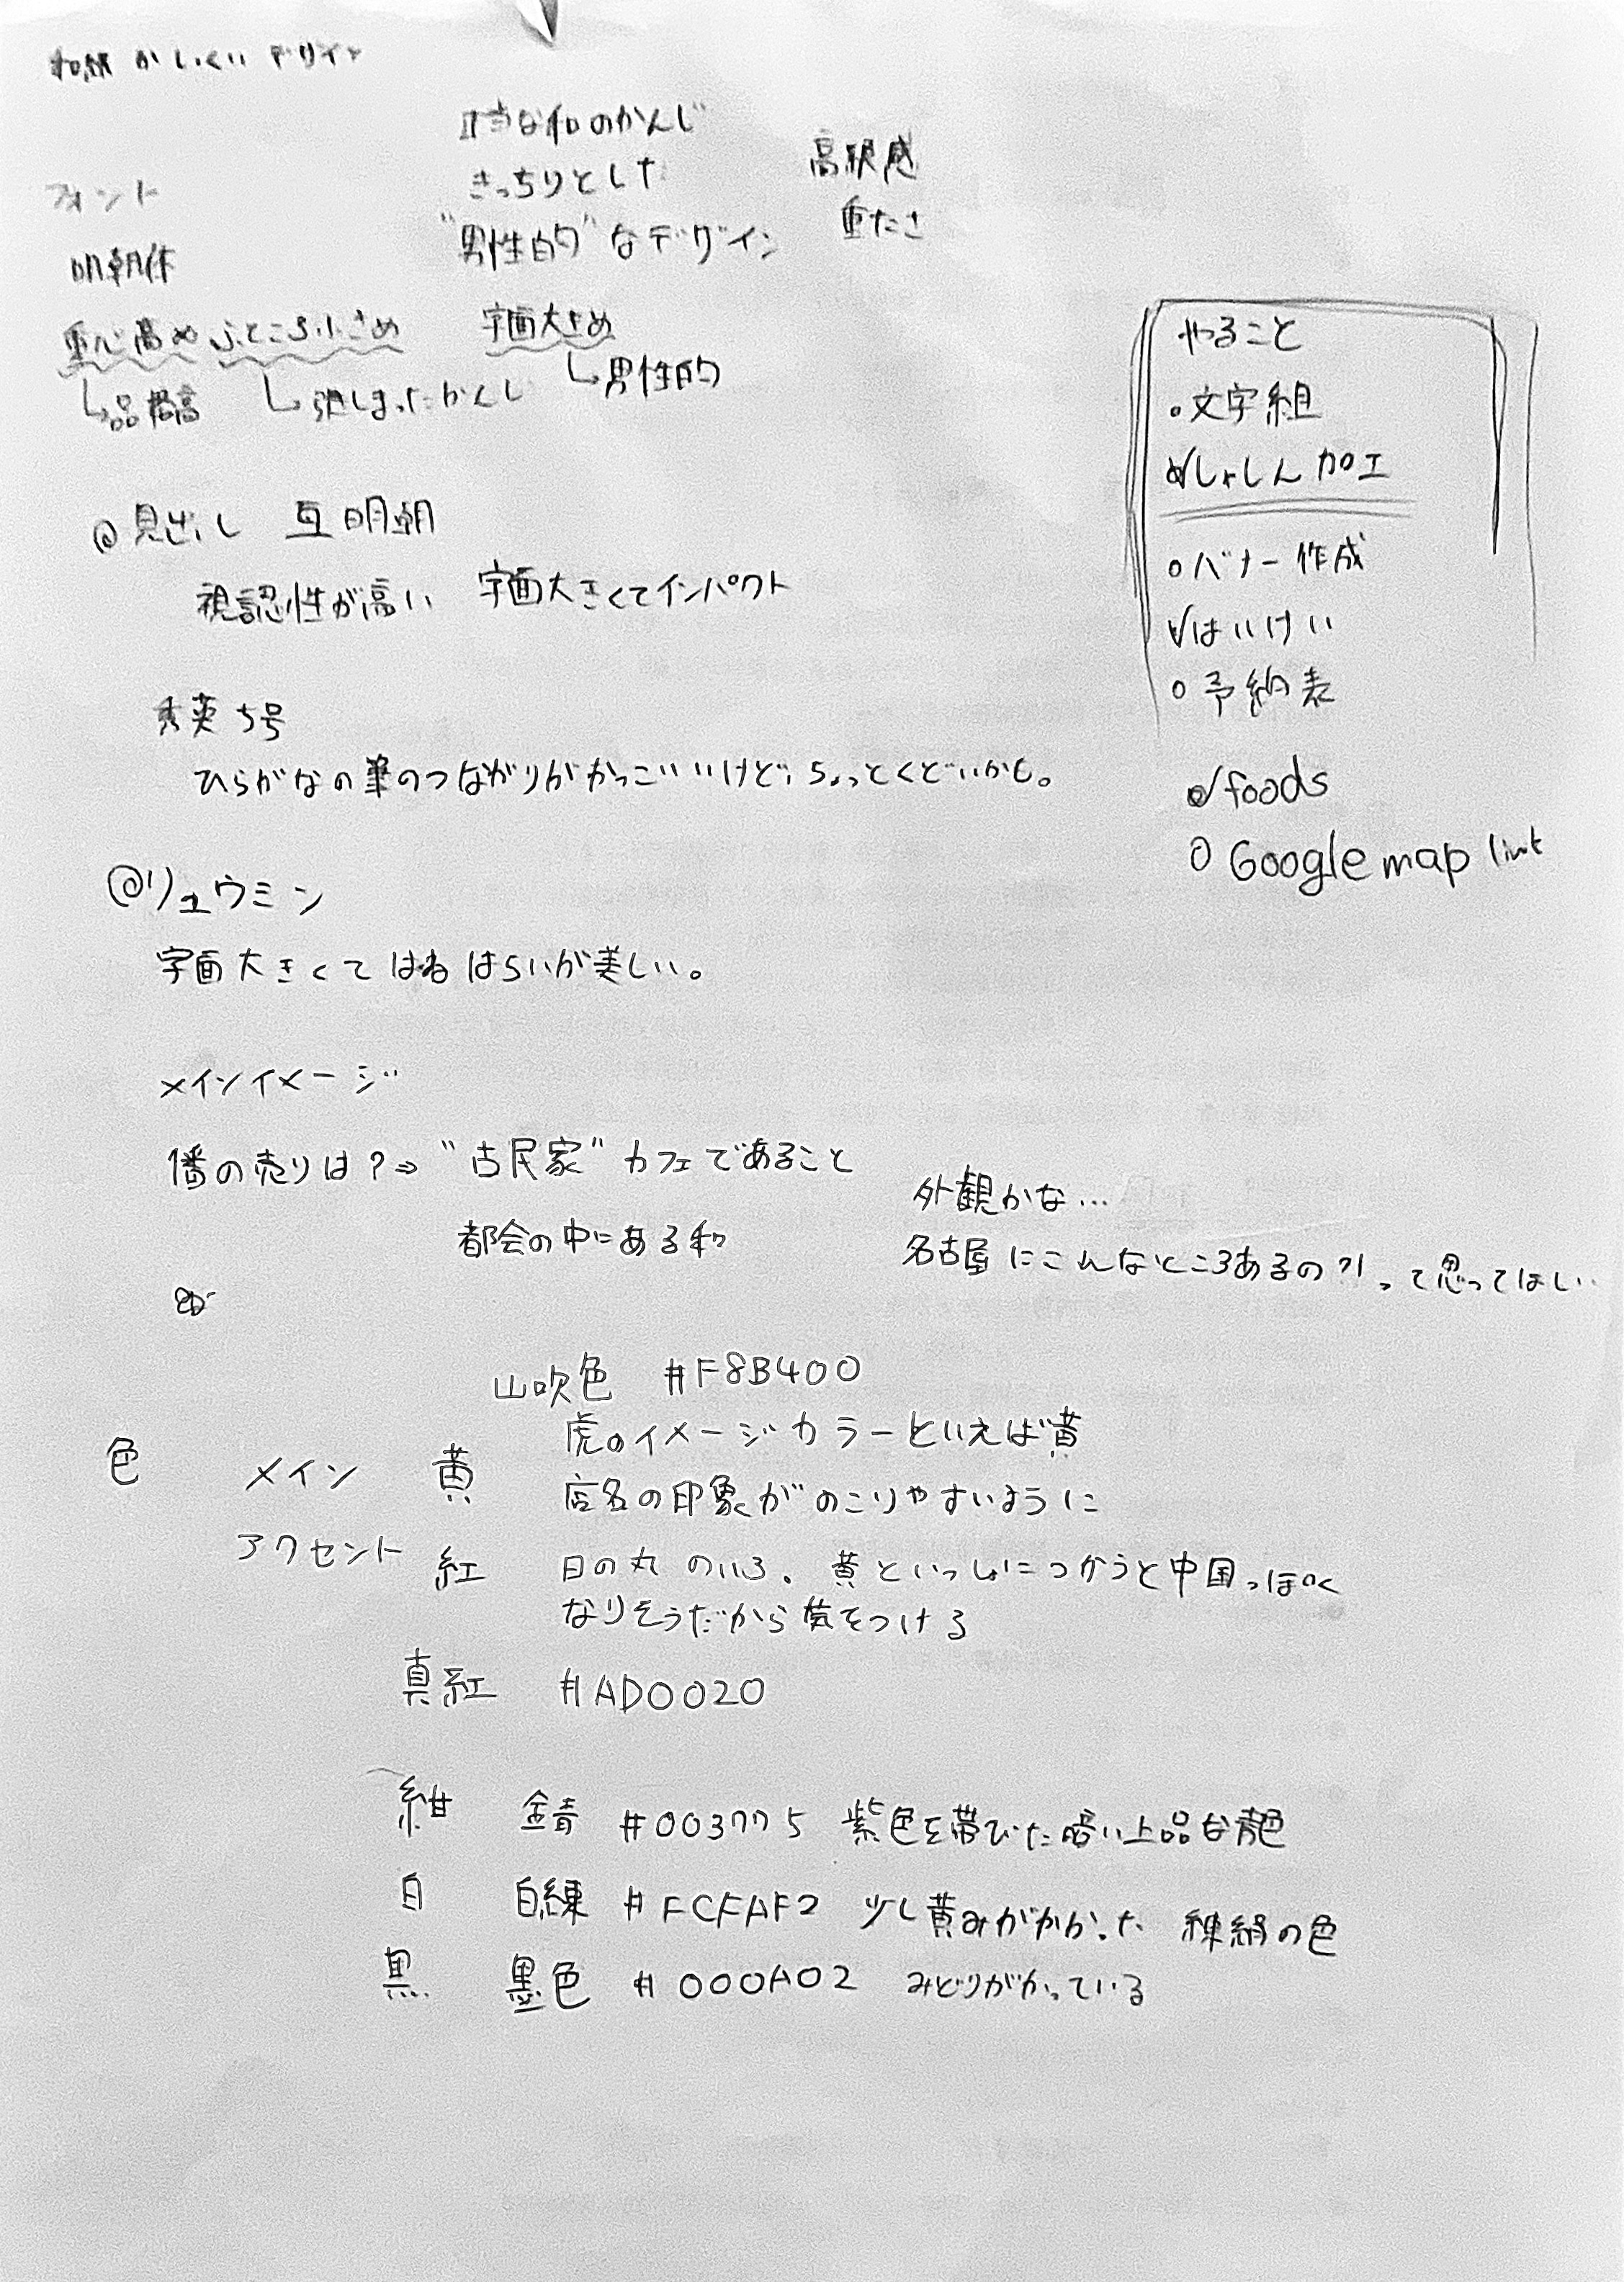 和紙 かしくい デザイン
な和のかんじ
きっちりとした
"男性的"なデザイン
高級感
重たさ
フォント
明朝体
重心高め ふところ小さめ 字面大きめ
↳品格高 ↳引きしまったかんじ ↳男性的
◎見出し 明朝
視認性が高い 字面大きくてインパクト
秀英5号
ひらがなの筆のつながりがかっこいいけど、ちょっとくどいかも。
◎リュウミン
字面大きくてはねはらいが美しい。
やること
○文字組
○✓しゃしん加工
○バナー作成
✓はいけい
○予約表
○✓foods
○Google map link
メインイメージ
1番の売りは?⇒"古民家"カフェであること
都会の中にある和
外観かな…
名古屋にこんなところあるの?!って思ってほしい
色
山吹色 #F8B400
メイン 黄 虎のイメージカラーといえば黄
店名の印象がのこりやすいように
アクセント 紅 日の丸のいろ。黄といっしょにつかうと中国っぽく
なりそうだから気をつける
真紅 #AD0020
紺 金青 #003775 紫色を帯びた暗い上品な青色
白 白練 #FCFAF2 少し黄みがかかった 練絹の色
黒 墨色 #000A02 みどりがかっている